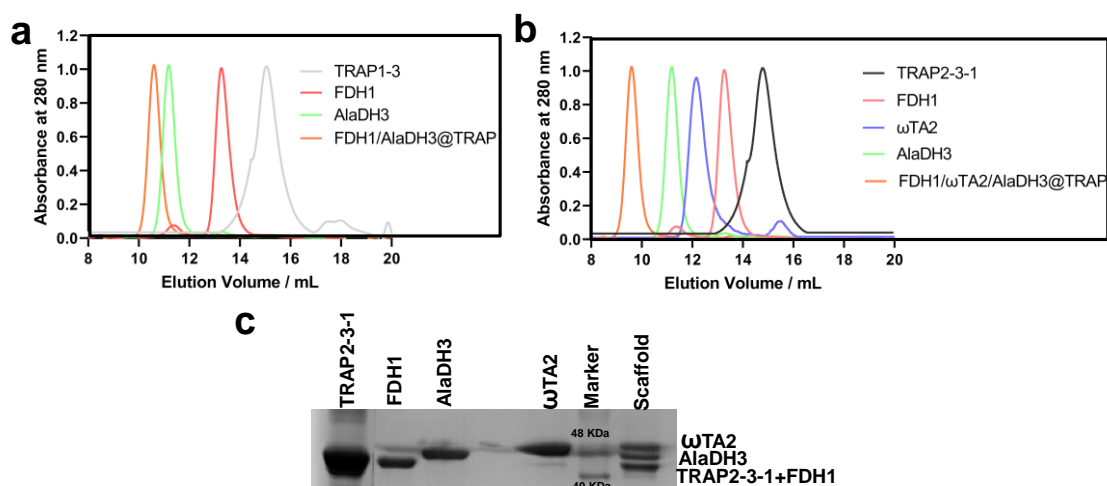 a
Absorbance at 280 nm
1.2
1.0
0.8
0.6
0.4
0.2
0.0
8 10 12 14 16 18 20
Elution Volume / mL
TRAP1-3
FDH1
AlaDH3
FDH1/AlaDH3@TRAP
b
Absorbance at 280 nm
1.2
1.0
0.8
0.6
0.4
0.2
0.0
8 10 12 14 16 18 20
Elution Volume / mL
TRAP2-3-1
FDH1
ωTA2
AlaDH3
FDH1/ωTA2/AlaDH3@TRAP
c
TRAP2-3-1
FDH1
AlaDH3
ωTA2
Marker
Scaffold
48 KDa
ωTA2
AlaDH3
TRAP2-3-1+FDH1